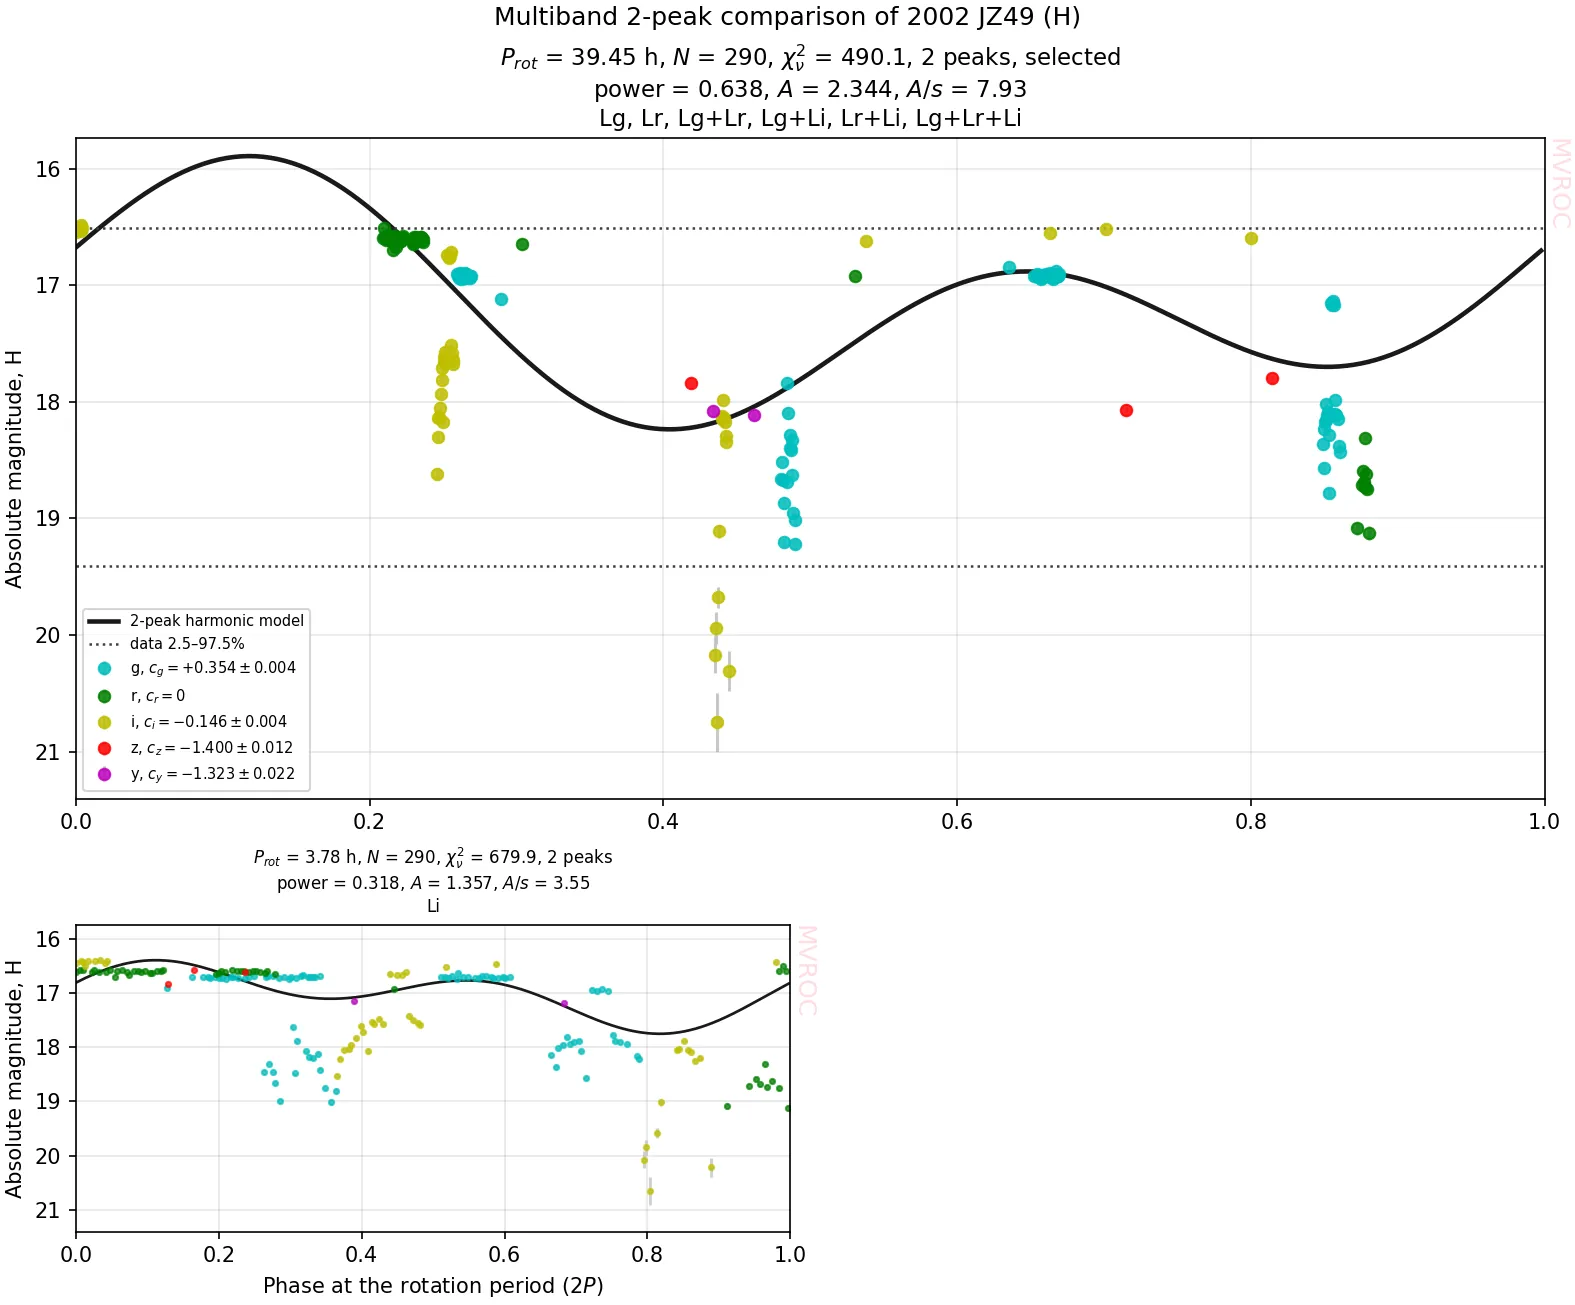 Multiband 2-peak comparison of 2002 JZ49 (H)
P_rot = 39.45 h, N = 290, χ²_ν = 490.1, 2 peaks, selected
power = 0.638, A = 2.344, A/s = 7.93
Lg, Lr, Lg+Lr, Lg+Li, Lr+Li, Lg+Lr+Li
MVROC
Absolute magnitude, H
16
17
18
19
20
21
2-peak harmonic model
data 2.5–97.5%
g, c_g = +0.354 ± 0.004
r, c_r = 0
i, c_i = −0.146 ± 0.004
z, c_z = −1.400 ± 0.012
y, c_y = −1.323 ± 0.022
0.0 0.2 0.4 0.6 0.8 1.0
P_rot = 3.78 h, N = 290, χ²_ν = 679.9, 2 peaks
power = 0.318, A = 1.357, A/s = 3.55
Li
MVROC
Absolute magnitude, H
16
17
18
19
20
21
0.0 0.2 0.4 0.6 0.8 1.0
Phase at the rotation period (2P)